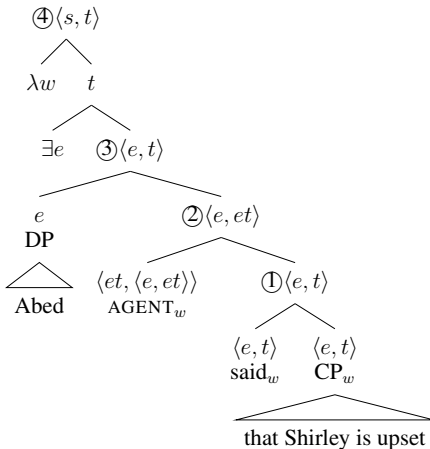 ④⟨s, t⟩
λw t
∃e ③⟨e, t⟩
e ②⟨e, et⟩
DP
Abed ⟨et, ⟨e, et⟩⟩ ①⟨e, t⟩
AGENT_w
⟨e, t⟩ ⟨e, t⟩
said_w CP_w
that Shirley is upset